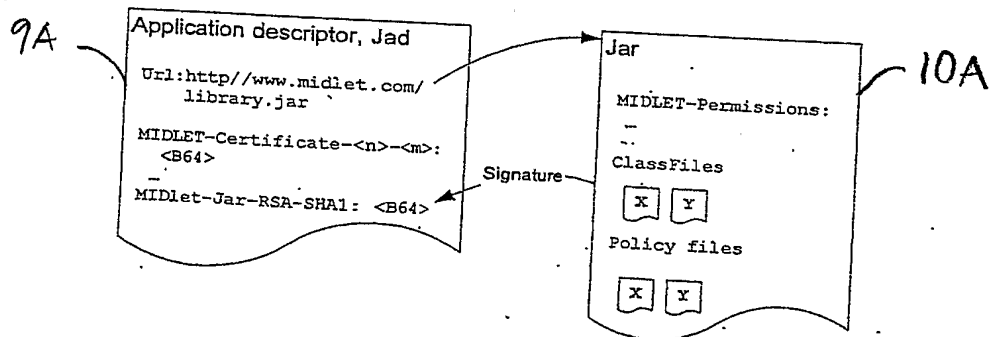 9A
Application descriptor, Jad
Url:http//www.midlet.com/
library.jar
MIDLET-Certificate-<n>-<m>:
<B64>
MIDlet-Jar-RSA-SHA1: <B64>
Signature
Jar
10A
MIDLET-Permissions:
ClassFiles
X Y
Policy files
X Y